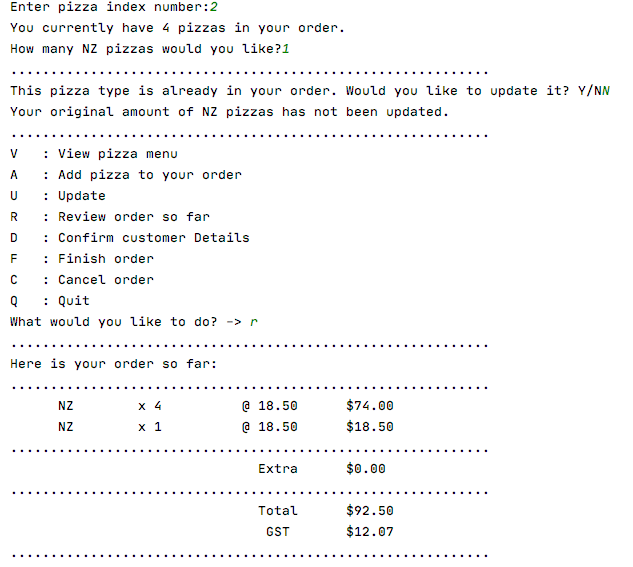 Enter pizza index number:2
You currently have 4 pizzas in your order.
How many NZ pizzas would you like?1
............................................................
This pizza type is already in your order. Would you like to update it? Y/NN
Your original amount of NZ pizzas has not been updated.
............................................................
V   : View pizza menu
A   : Add pizza to your order
U   : Update
R   : Review order so far
D   : Confirm customer Details
F   : Finish order
C   : Cancel order
Q   : Quit
What would you like to do? -> r
............................................................
Here is your order so far:
............................................................
NZ        x 4          @ 18.50      $74.00
NZ        x 1          @ 18.50      $18.50
............................................................
Extra      $0.00
............................................................
Total      $92.50
GST       $12.07
............................................................